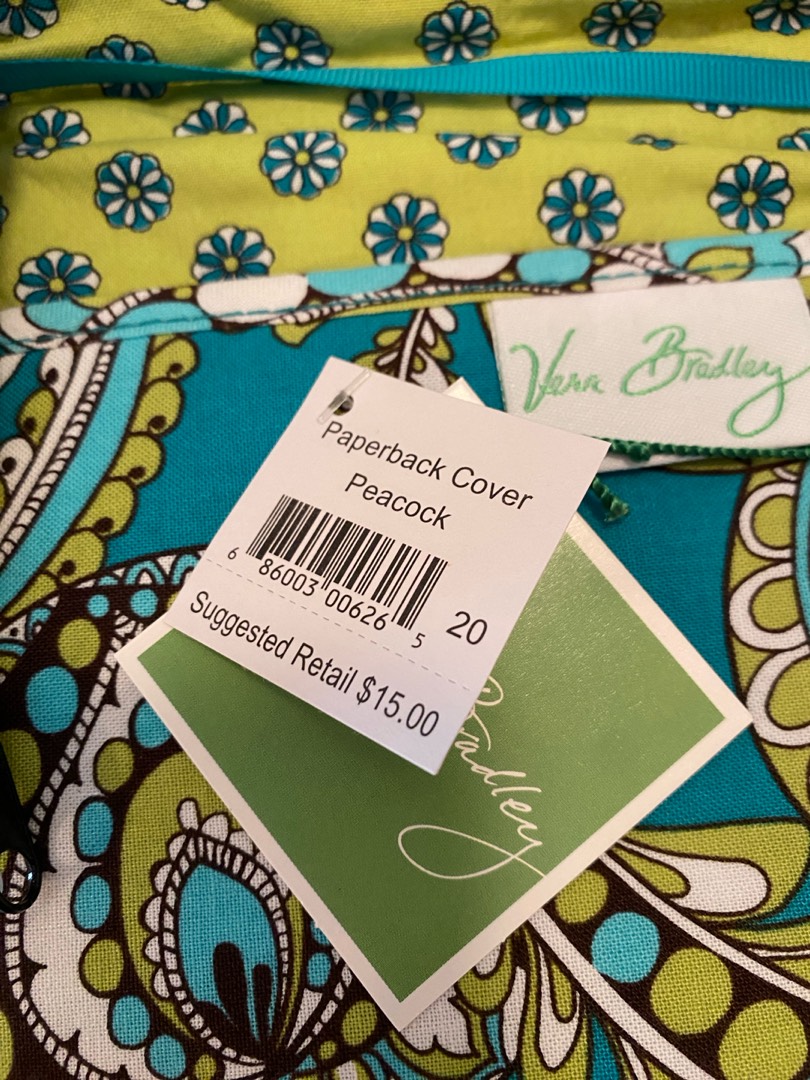 Vera Bradley
Paperback Cover
Peacock
6 86003 00626 5
20
Suggested Retail $15.00
Bradley